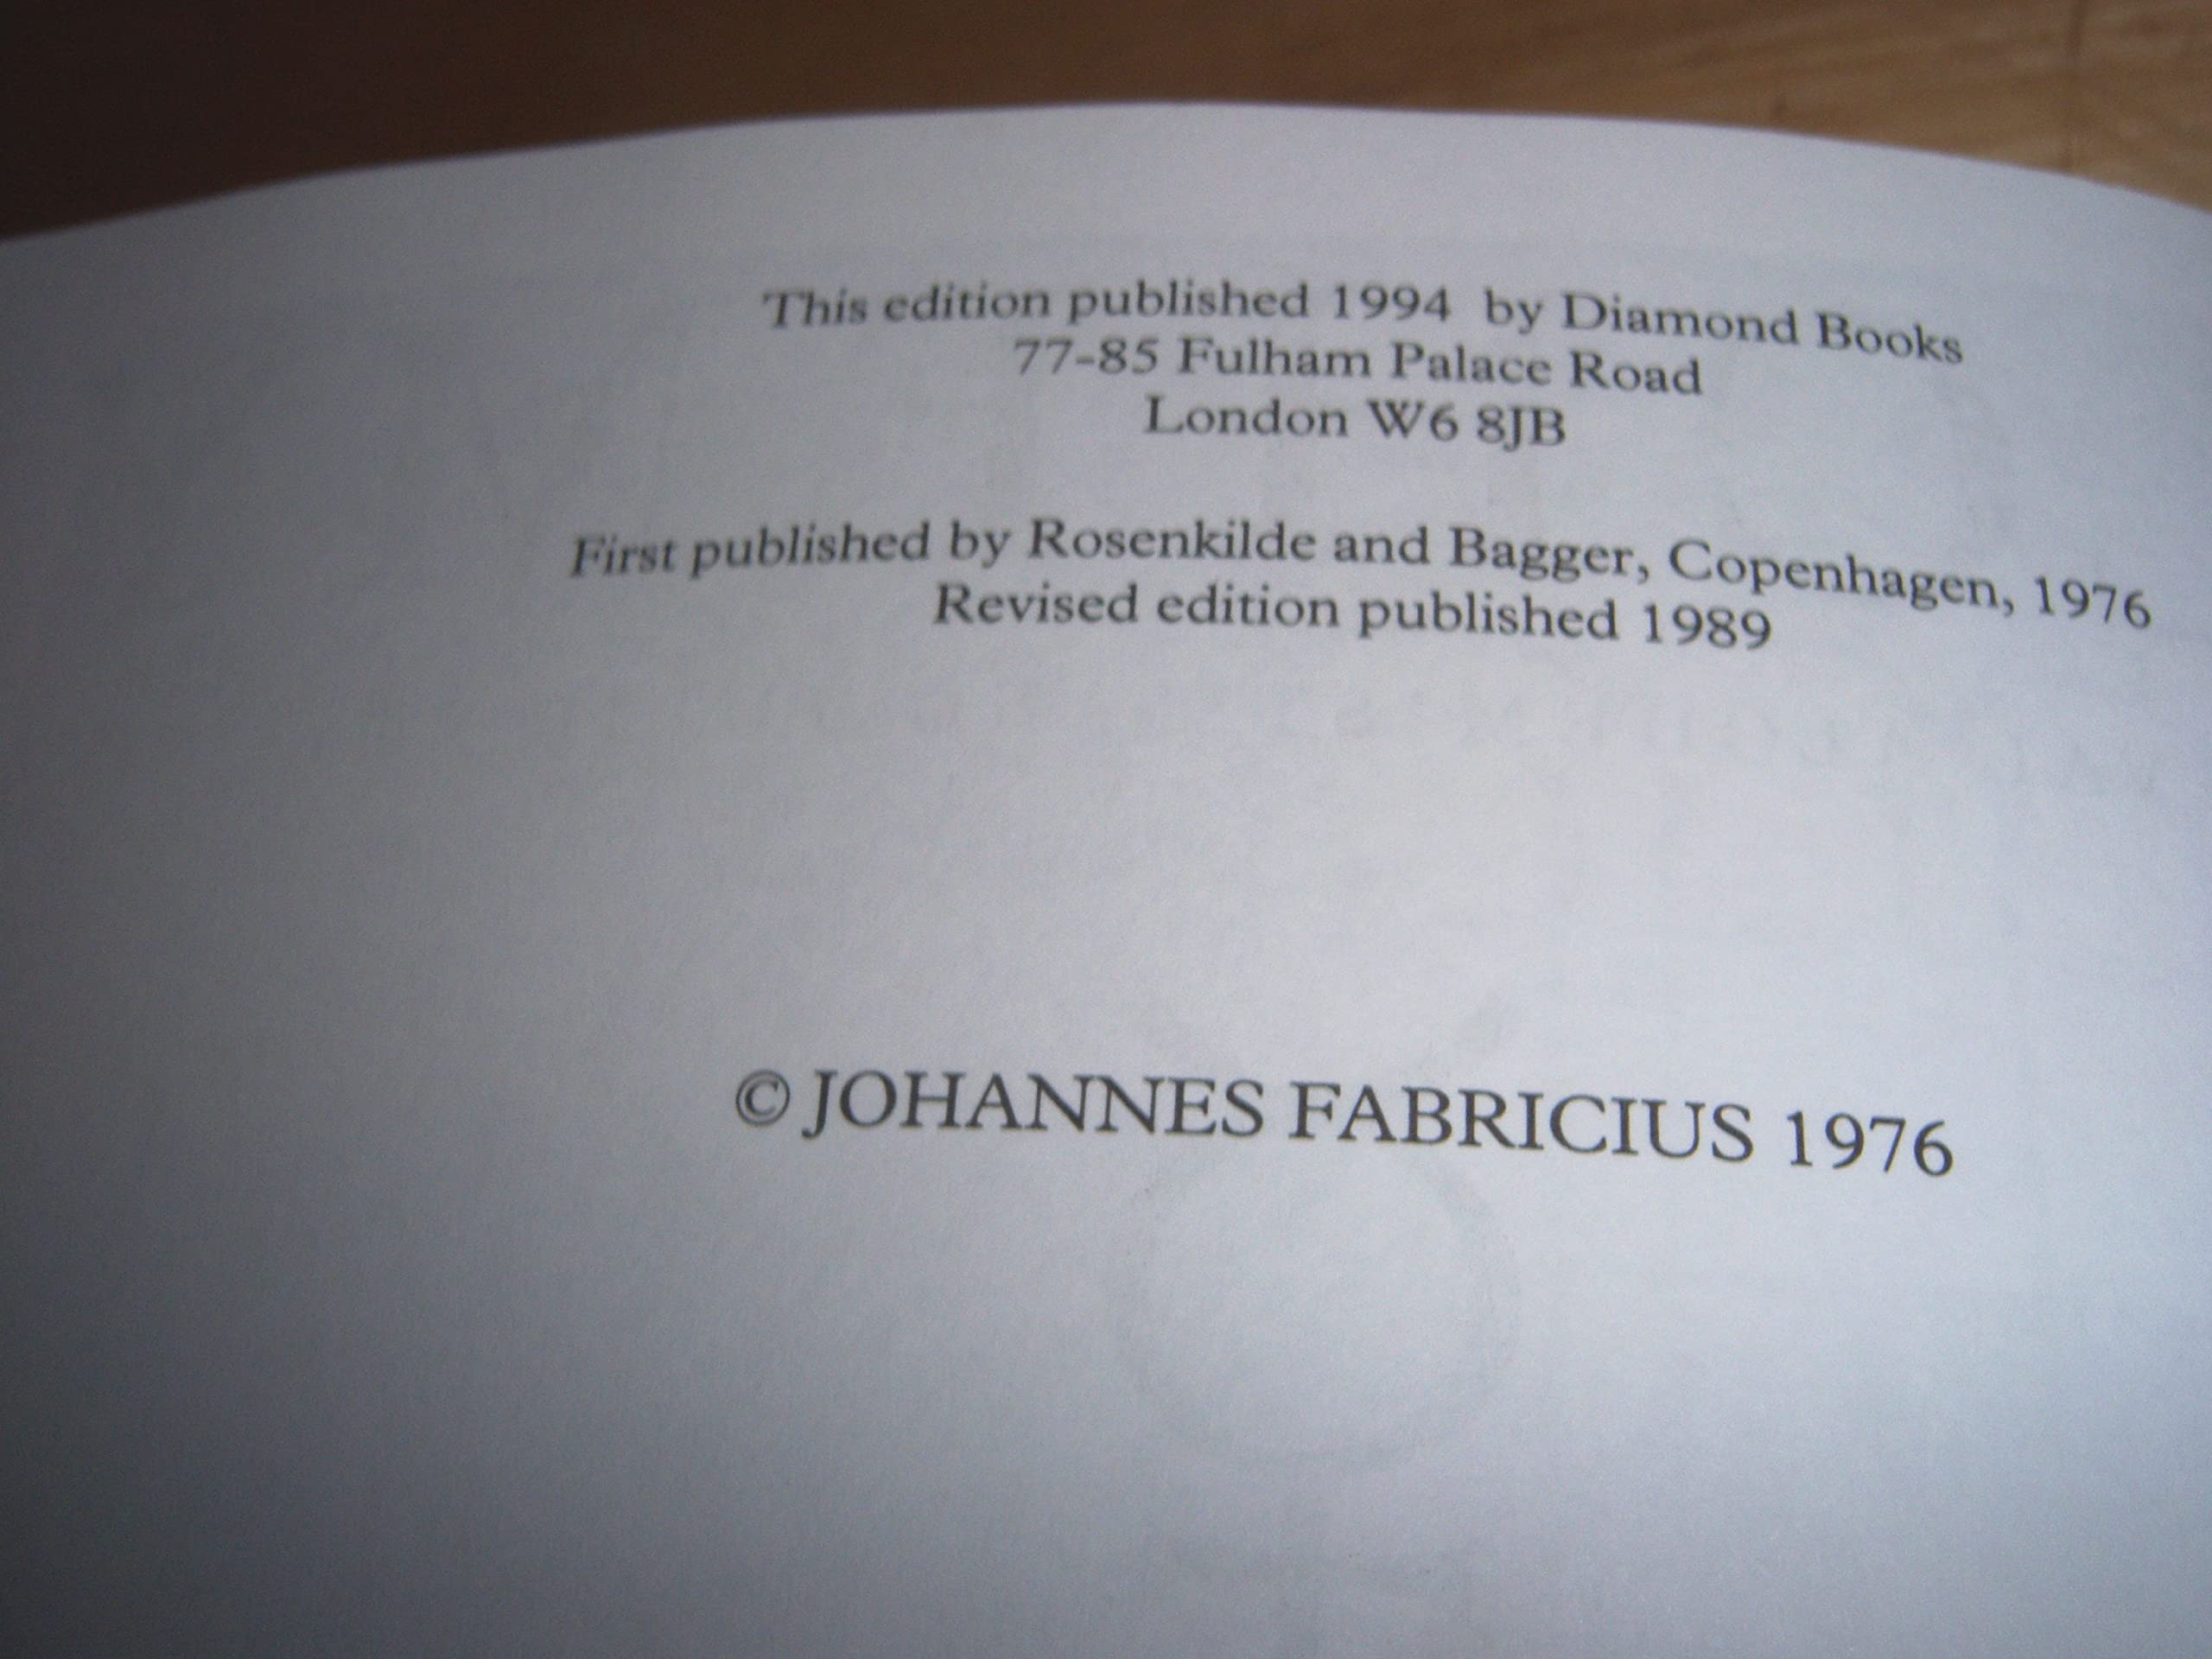 This edition published 1994 by Diamond Books
77-85 Fulham Palace Road
London W6 8JB
First published by Rosenkilde and Bagger, Copenhagen, 1976
Revised edition published 1989
© JOHANNES FABRICIUS 1976